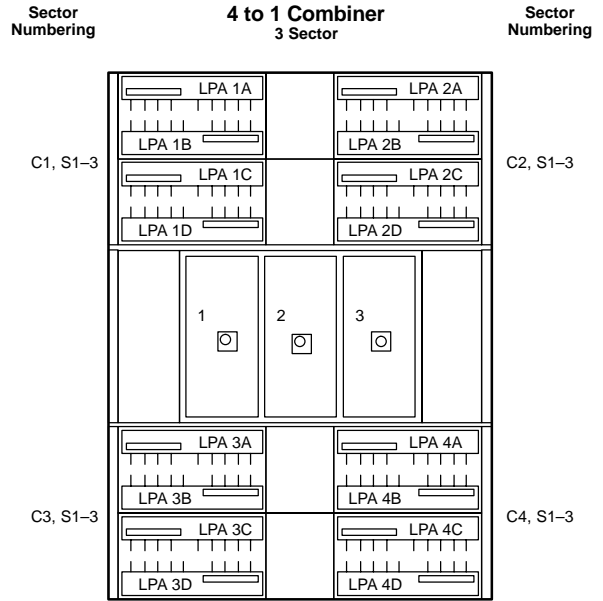 Sector
Numbering
4 to 1 Combiner
3 Sector
Sector
Numbering
LPA 1A
LPA 2A
LPA 1B
LPA 2B
C1, S1–3
C2, S1–3
LPA 1C
LPA 2C
LPA 1D
LPA 2D
1
2
3
LPA 3A
LPA 4A
LPA 3B
LPA 4B
C3, S1–3
C4, S1–3
LPA 3C
LPA 4C
LPA 3D
LPA 4D